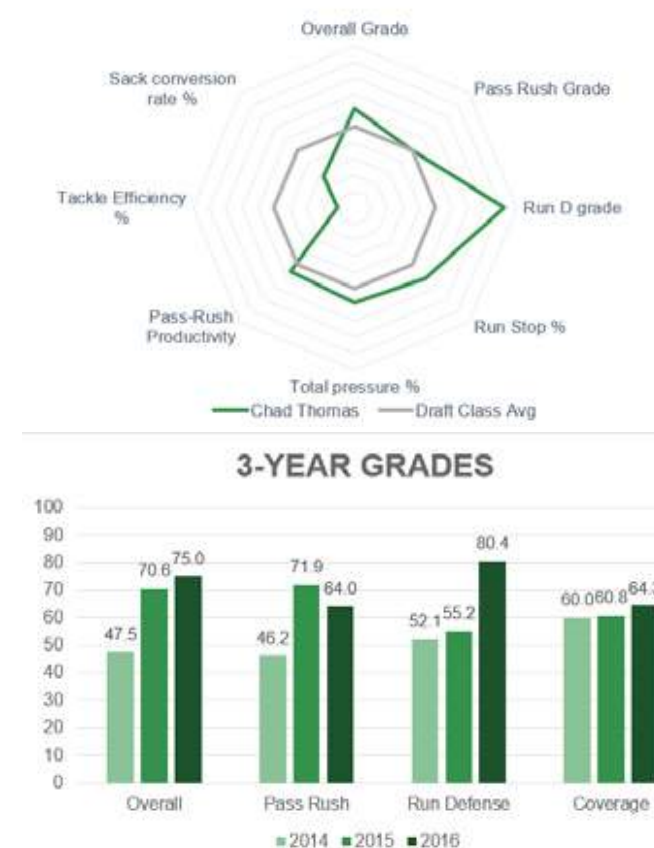 Overall Grade
Sack conversion
rate %
Pass Rush Grade
Tackle Efficiency
%
Run D grade
Pass-Rush
Productivity
Run Stop %
Total pressure %
Chad Thomas Draft Class Avg
3-YEAR GRADES
100
90
80
70
60
50
40
30
20
10
0
47.5 70.6 75.0
46.2 71.9 64.0
52.1 55.2 80.4
60.0 60.8
Overall Pass Rush Run Defense Coverage
2014 2015 2016